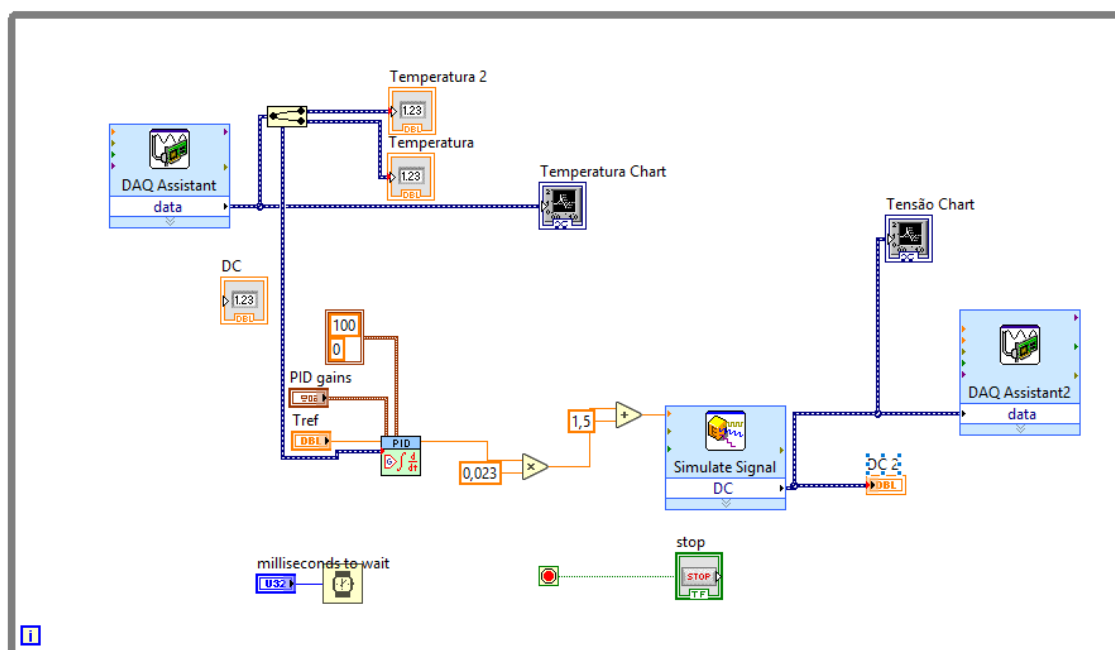 Temperatura 2
1.23
DBL
Temperatura
1.23
DBL
DAQ Assistant
data
Temperatura Chart
Tensão Chart
DC
1.23
DBL
100
0
PID gains
Tref
DBL
PID
d
dt
0,023
1,5
Simulate Signal
DC
DAQ Assistant2
data
DC 2
DBL
milliseconds to wait
U32
stop
STOP
TF
i